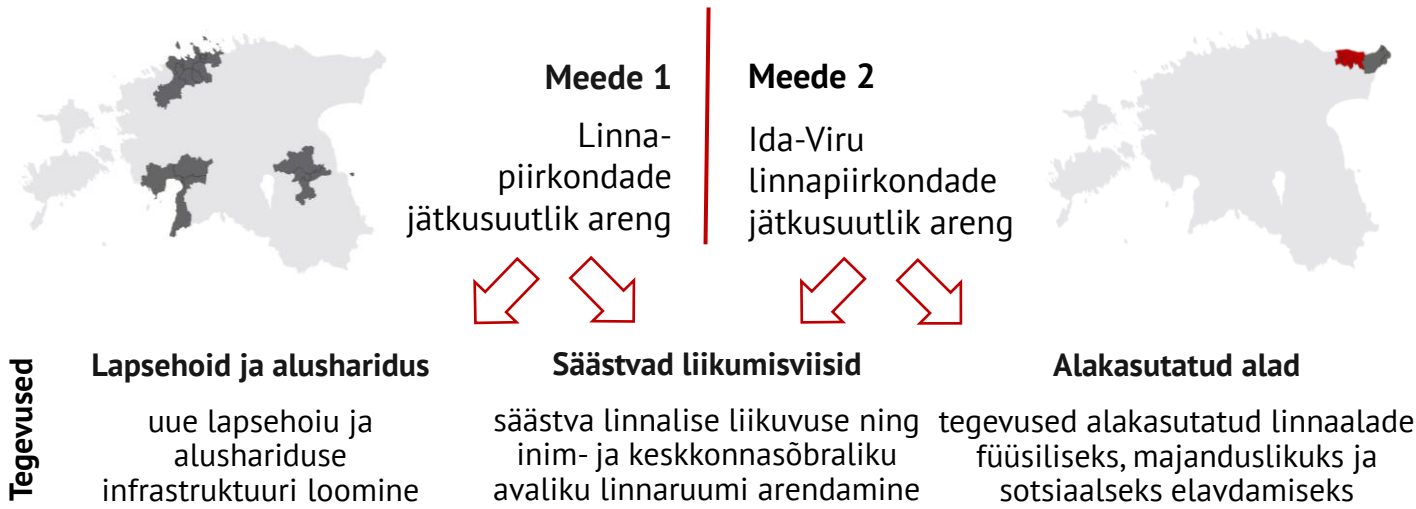 Meede 1
Linna-
piirkondade
jätkusuutlik areng
Meede 2
Ida-Viru
linnapiirkondade
jätkusuutlik areng
Tegevused
Lapsehoid ja alusharidus
uue lapsehoiu ja
alushariduse
infrastruktuuri loomine
Säästvad liikumisviisid
säästva linnalise liikuvuse ning
inim- ja keskkonnasõbraliku
avaliku linnaruumi arendamine
Alakasutatud alad
tegevused alakasutatud linnaalade
füüsiliseks, majanduslikuks ja
sotsiaalseks elavdamiseks